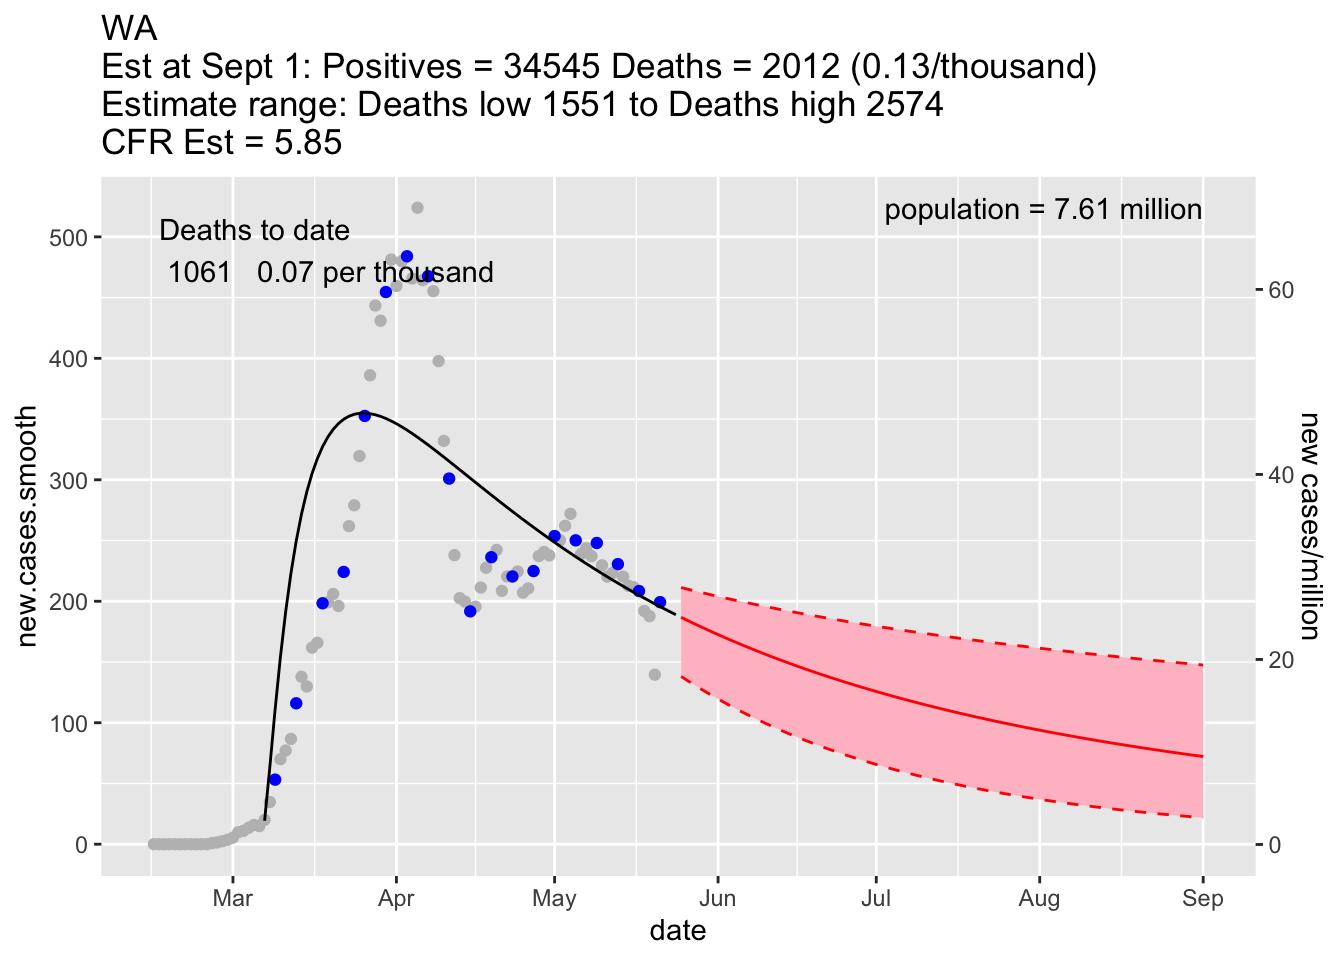 WA
Est at Sept 1: Positives = 34545 Deaths = 2012 (0.13/thousand)
Estimate range: Deaths low 1551 to Deaths high 2574
CFR Est = 5.85
Deaths to date
1061 0.07 per thousand
population = 7.61 million
500
400
300
200
100
0
new.cases.smooth
60
40
20
0
new cases/million
Mar Apr May Jun Jul Aug Sep
date